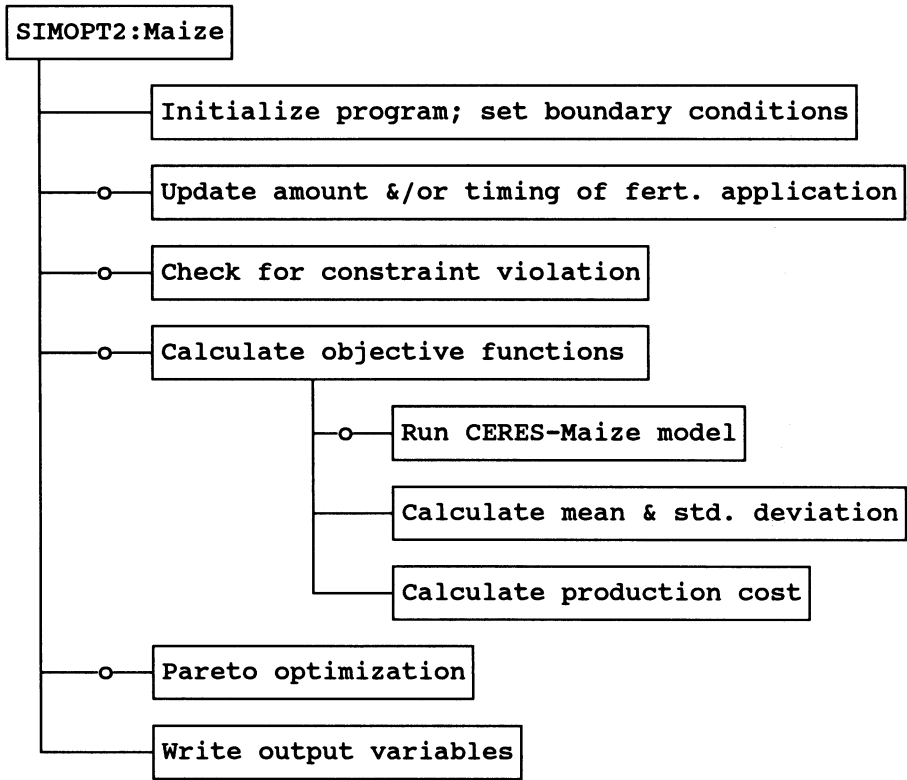 SIMOPT2:Maize
Initialize program; set boundary conditions
Update amount &/or timing of fert. application
Check for constraint violation
Calculate objective functions
Run CERES-Maize model
Calculate mean & std. deviation
Calculate production cost
Pareto optimization
Write output variables